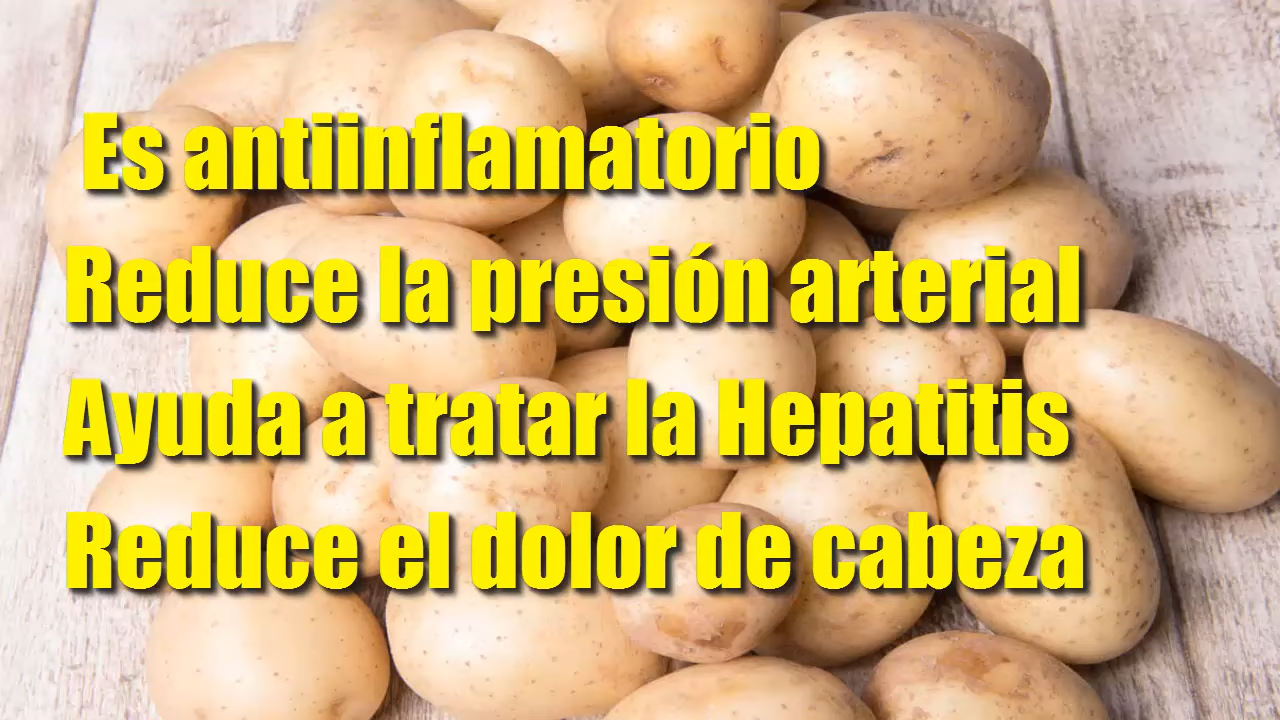 Es antiinflamatorio
Reduce la presión arterial
Ayuda a tratar la Hepatitis
Reduce el dolor de cabeza